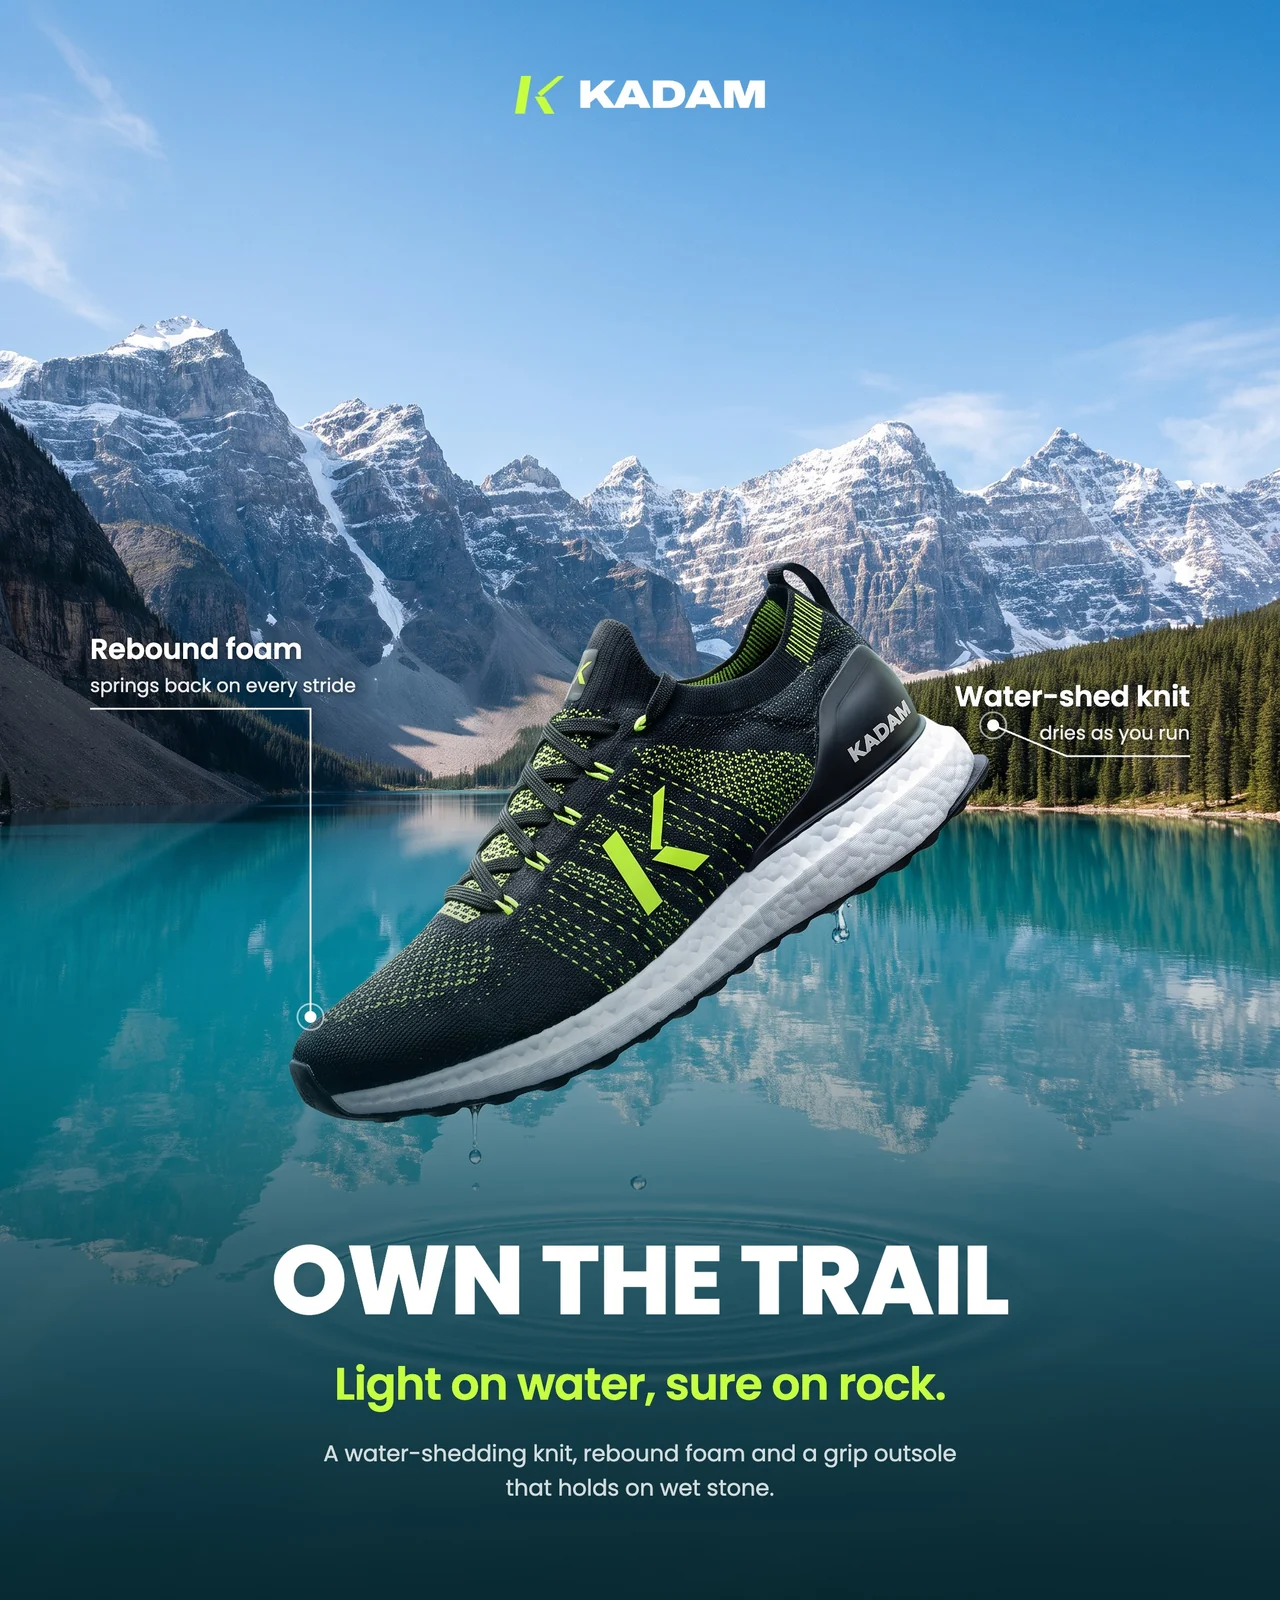 KADAM
Rebound foam
springs back on every stride
Water-shed knit
dries as you run
KADAM
OWN THE TRAIL
Light on water, sure on rock.
A water-shedding knit, rebound foam and a grip outsole
that holds on wet stone.